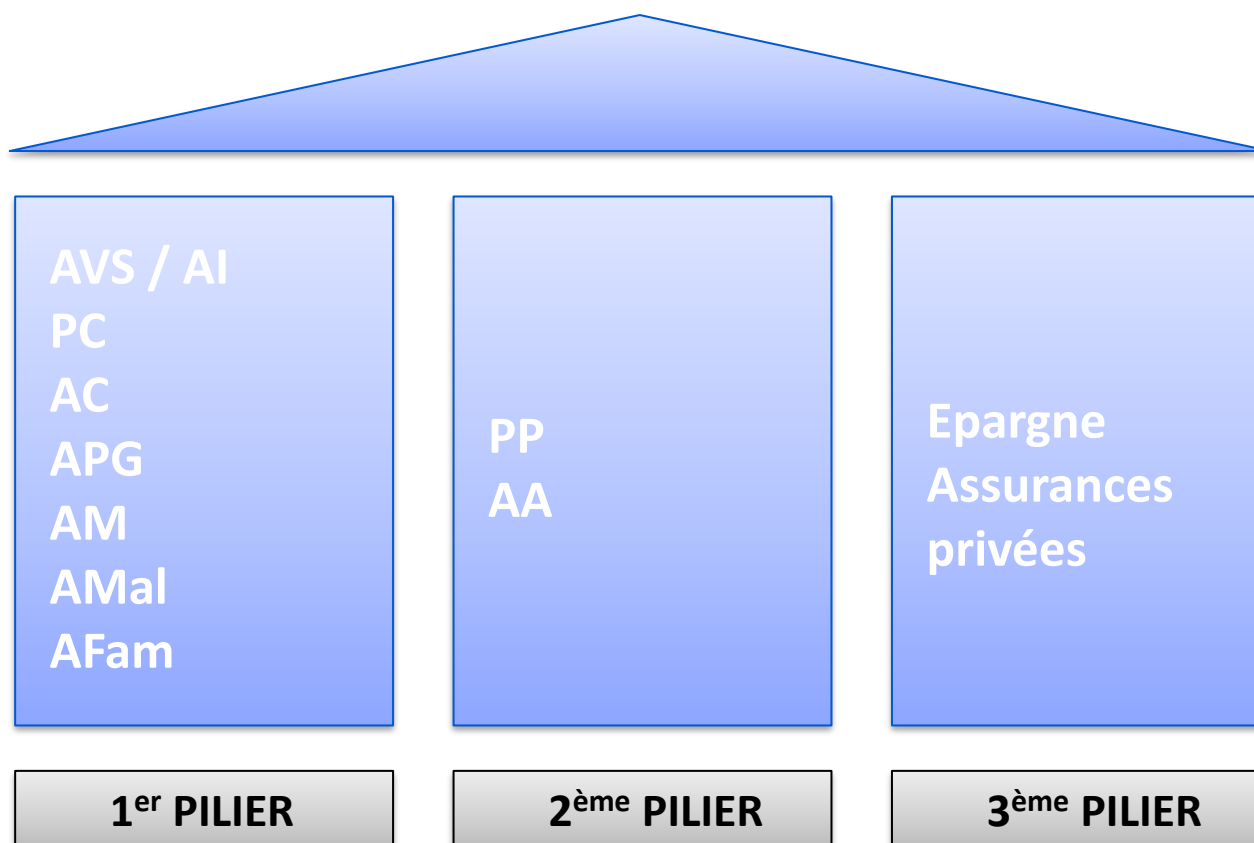 AVS / AI
PC
AC
APG
AM
AMal
AFam
PP
AA
Epargne
Assurances
privées
1er PILIER
2ème PILIER
3ème PILIER